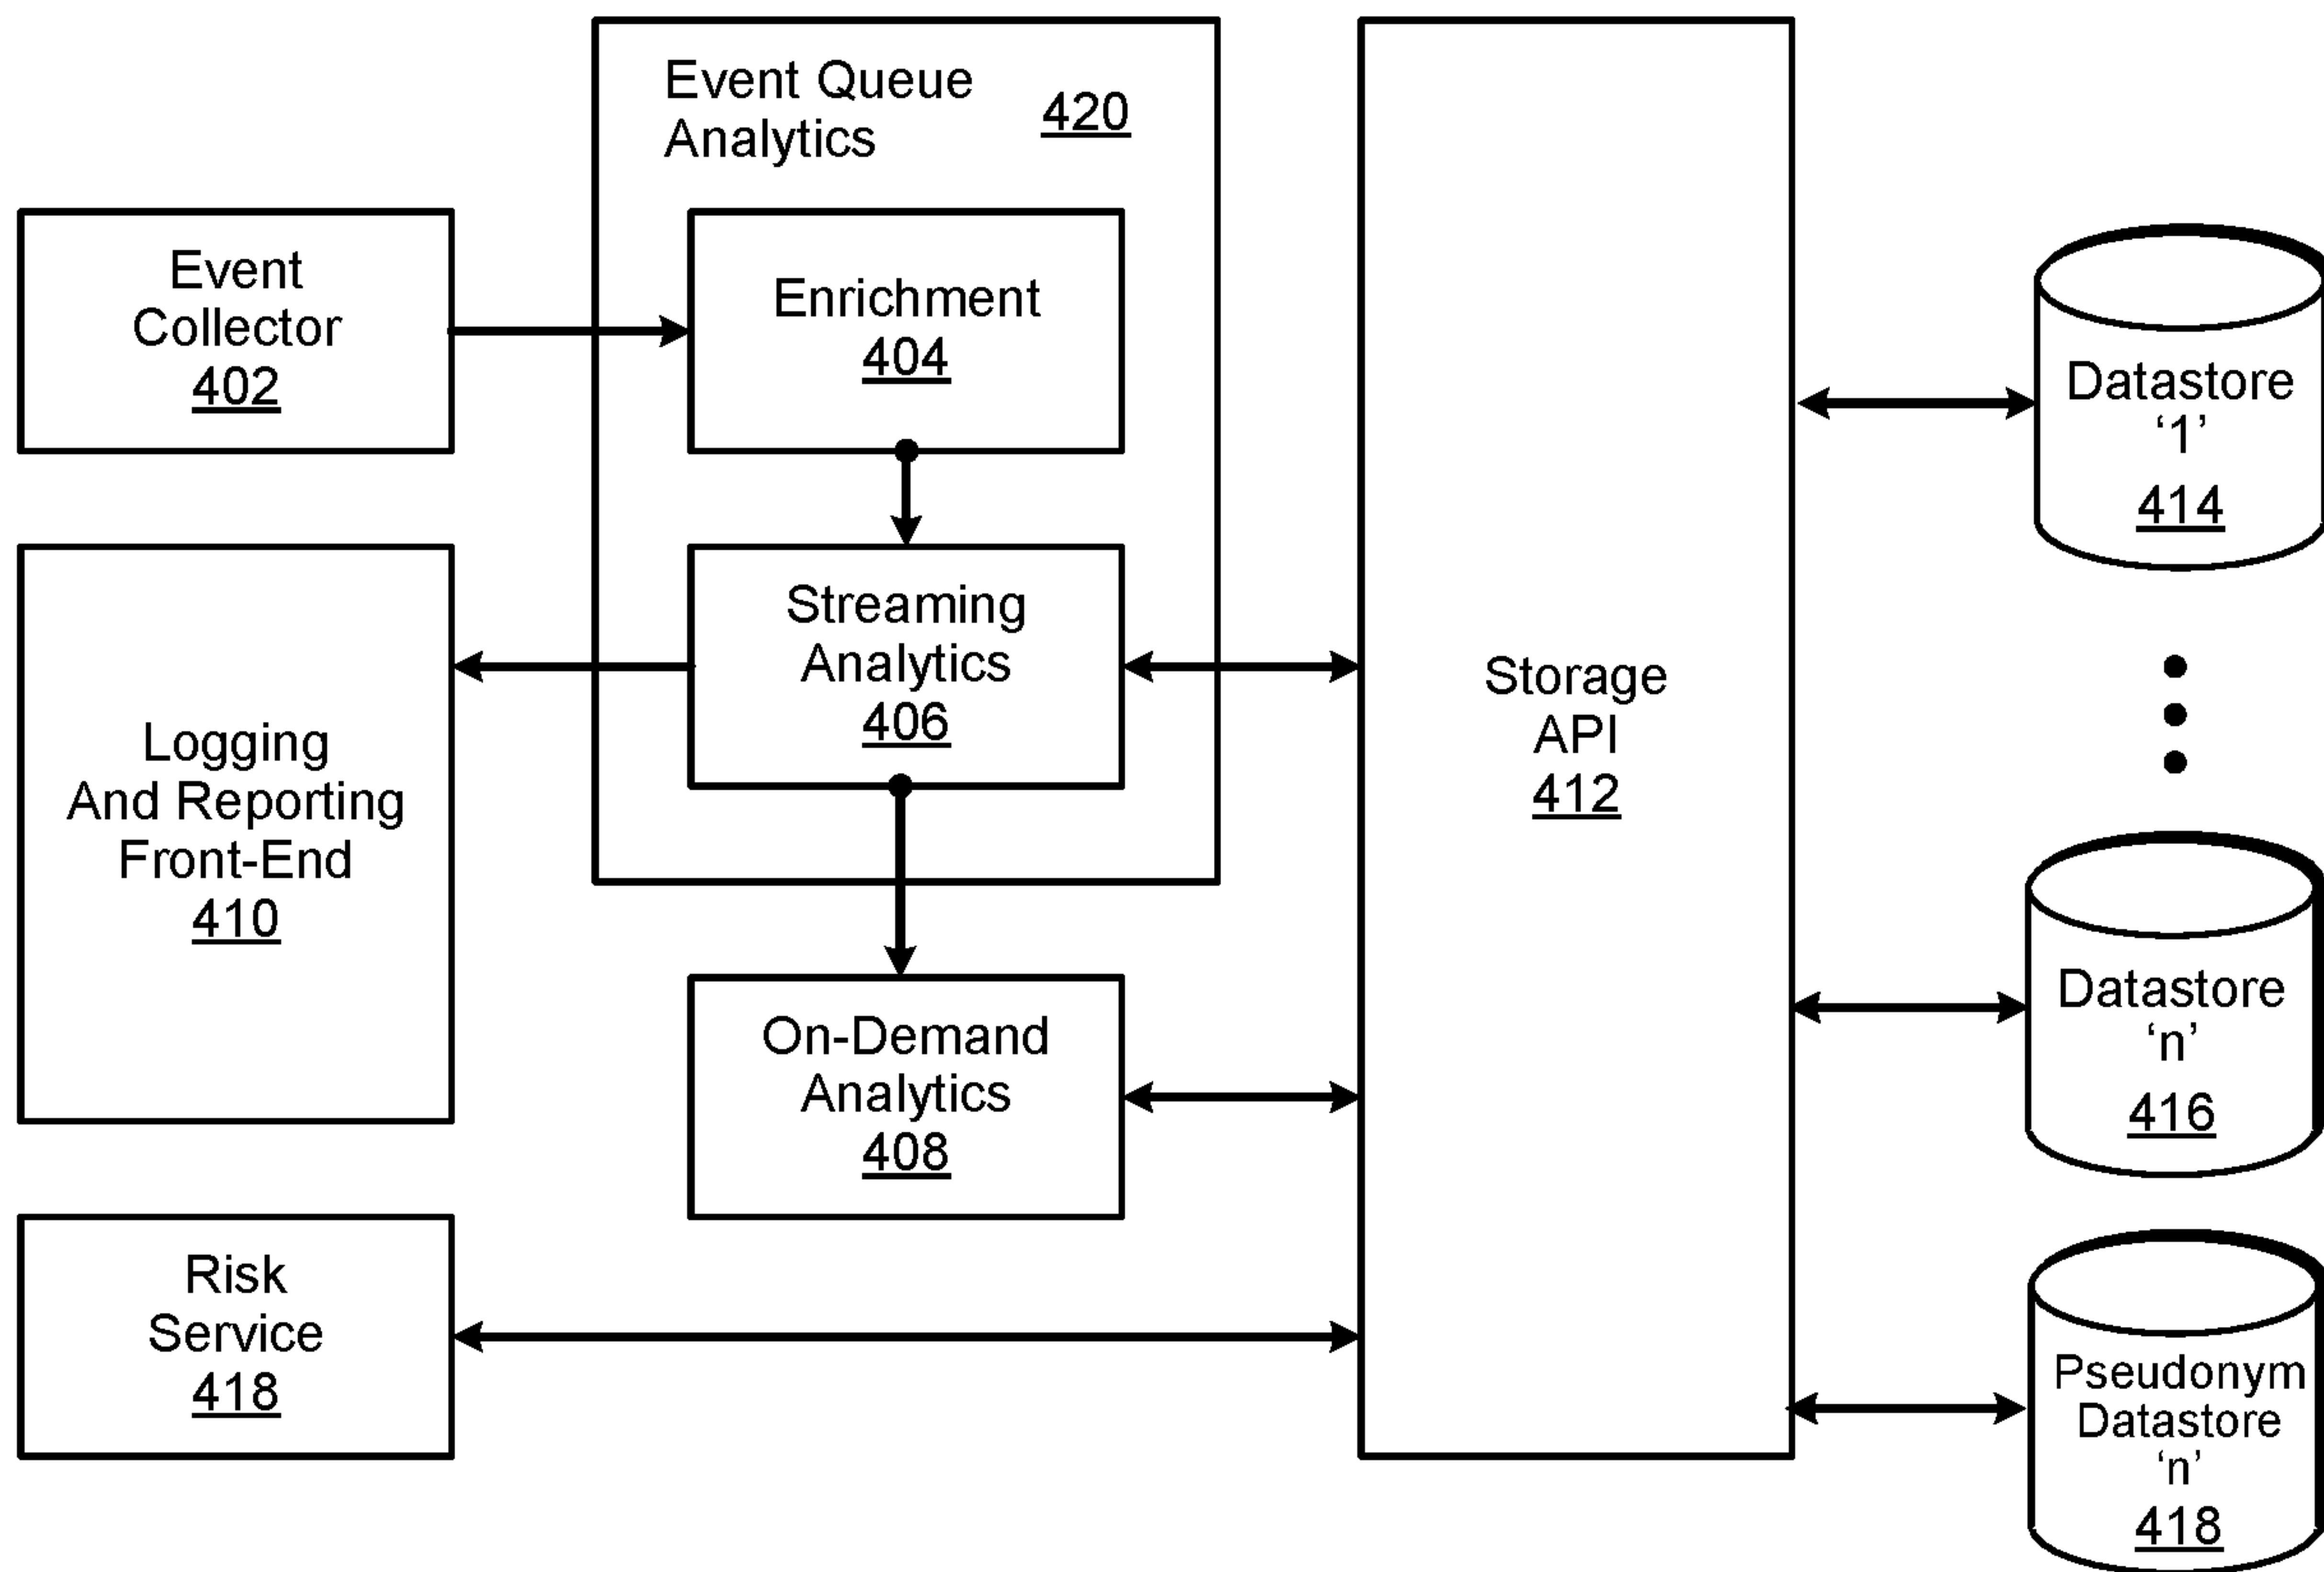 Event Queue
Analytics
420
Event
Collector
402
Enrichment
404
Streaming
Analytics
406
Logging
And Reporting
Front-End
410
On-Demand
Analytics
408
Risk
Service
418
Storage
API
412
Datastore
‘1’
414
Datastore
‘n’
416
Pseudonym
Datastore
‘n’
418